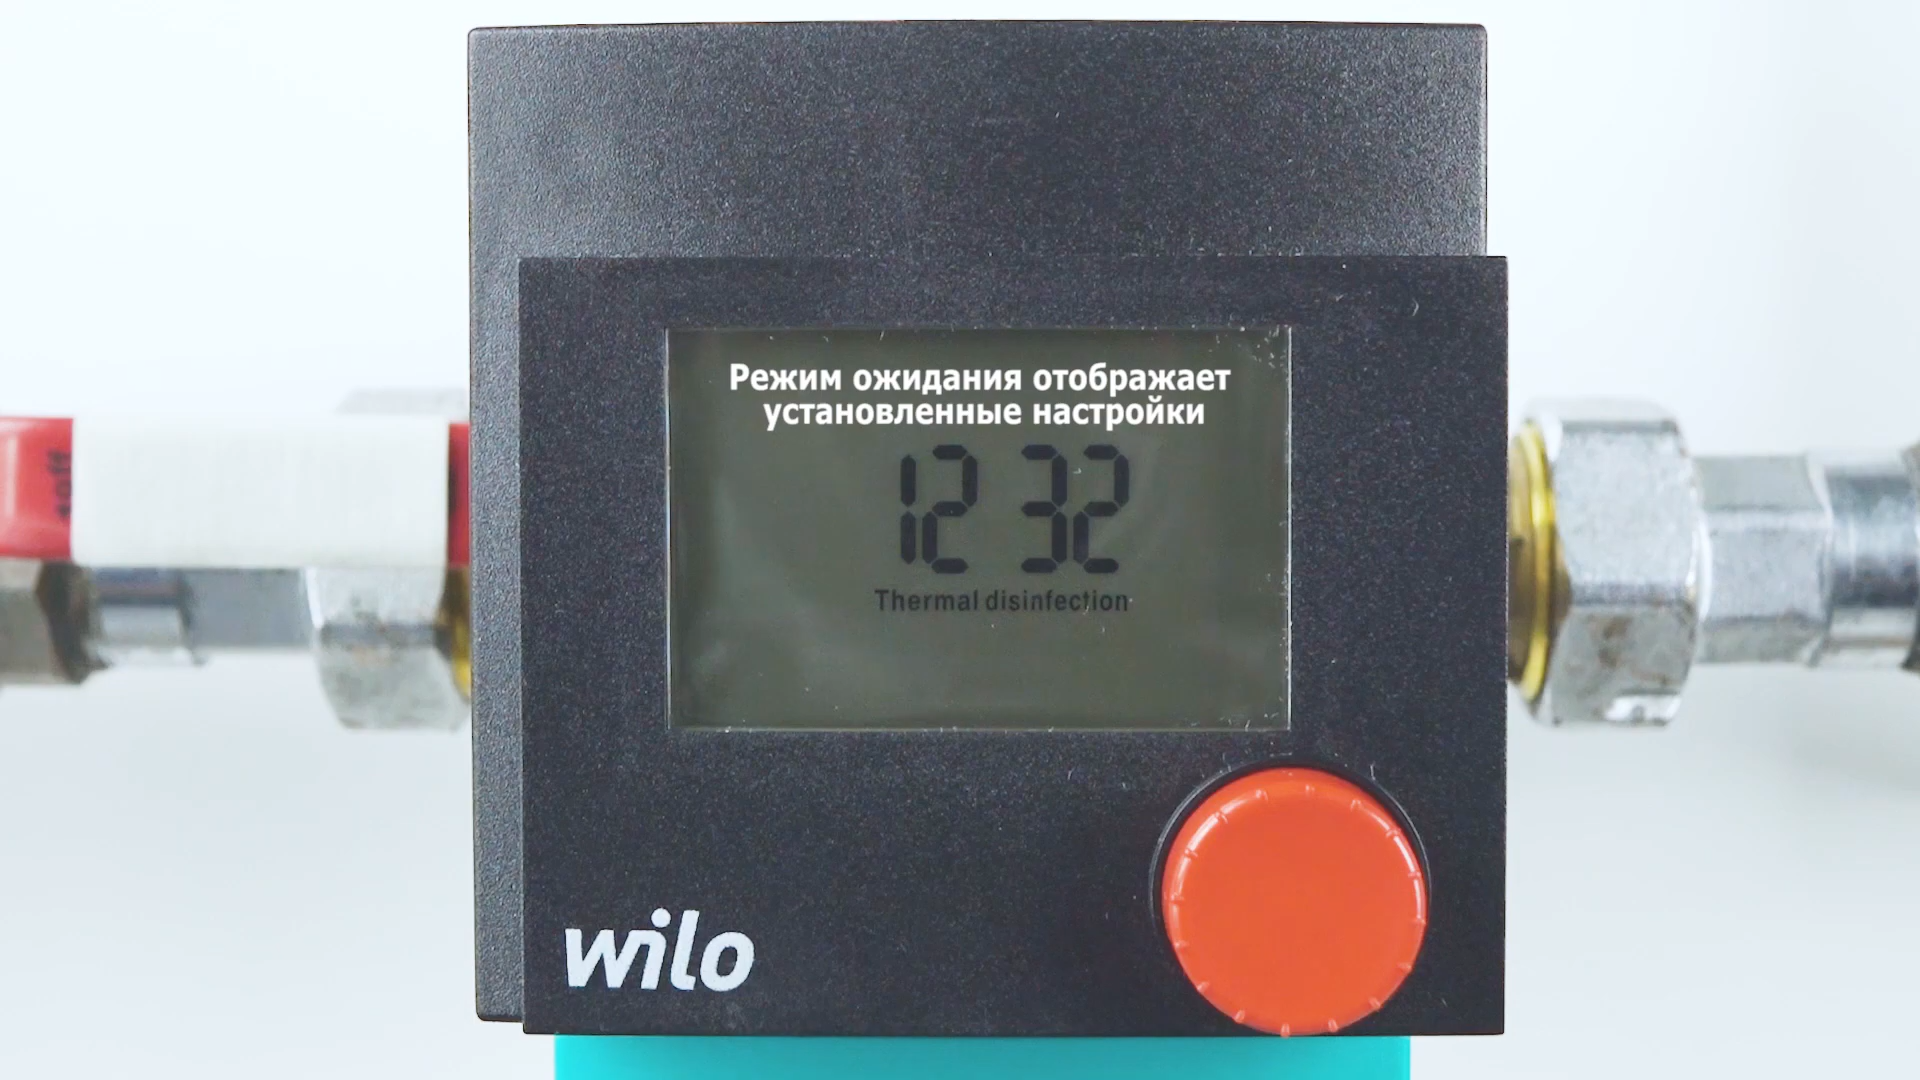 Режим ожидания отображает
установленные настройки
12 32
Thermal disinfection
wilo